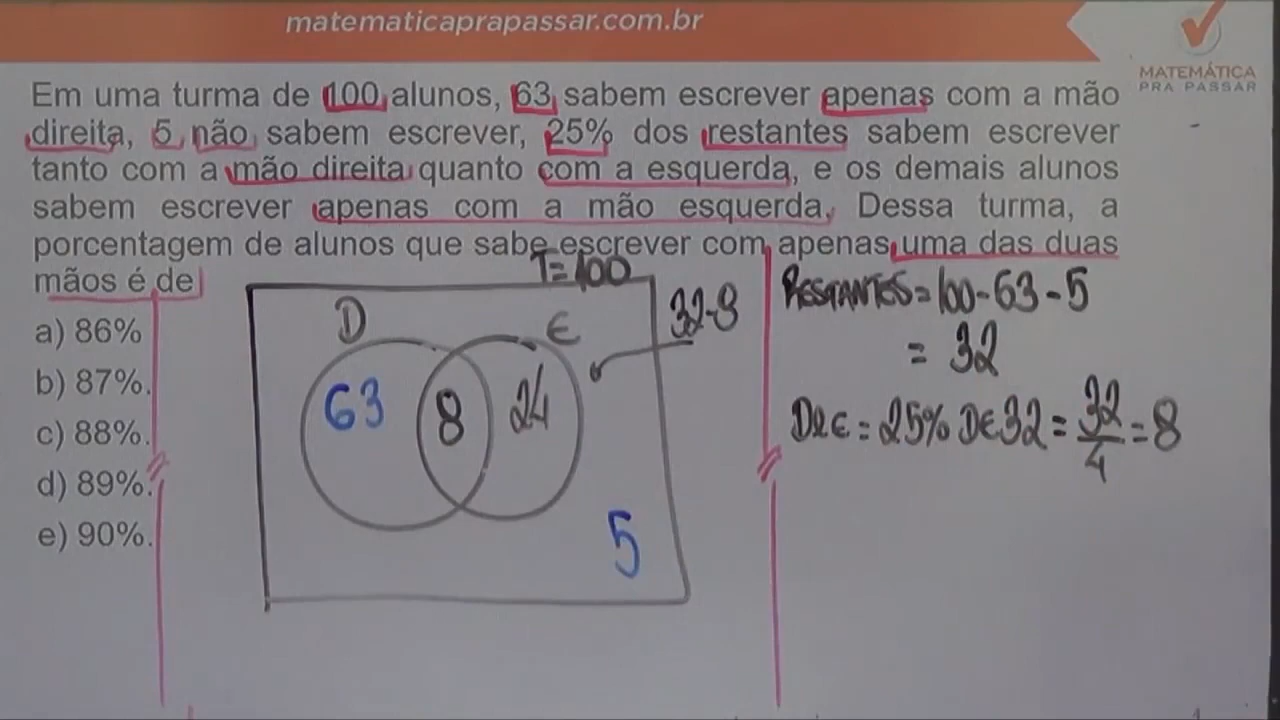 matematicaprapassar.com.br
MATEMÁTICA
PRA PASSAR
Em uma turma de 100 alunos, 63 sabem escrever apenas com a mão
direita, 5 não sabem escrever, 25% dos restantes sabem escrever
tanto com a mão direita quanto com a esquerda, e os demais alunos
sabem escrever apenas com a mão esquerda. Dessa turma, a
porcentagem de alunos que sabe escrever com apenas uma das duas
mãos é de
a) 86%
b) 87%.
c) 88%.
d) 89%.
e) 90%.
T=100
D
E
32-8
63
8
24
5
RESTANTES = 100-63-5
= 32
D e E = 25% DE 32 = 32/4 = 8